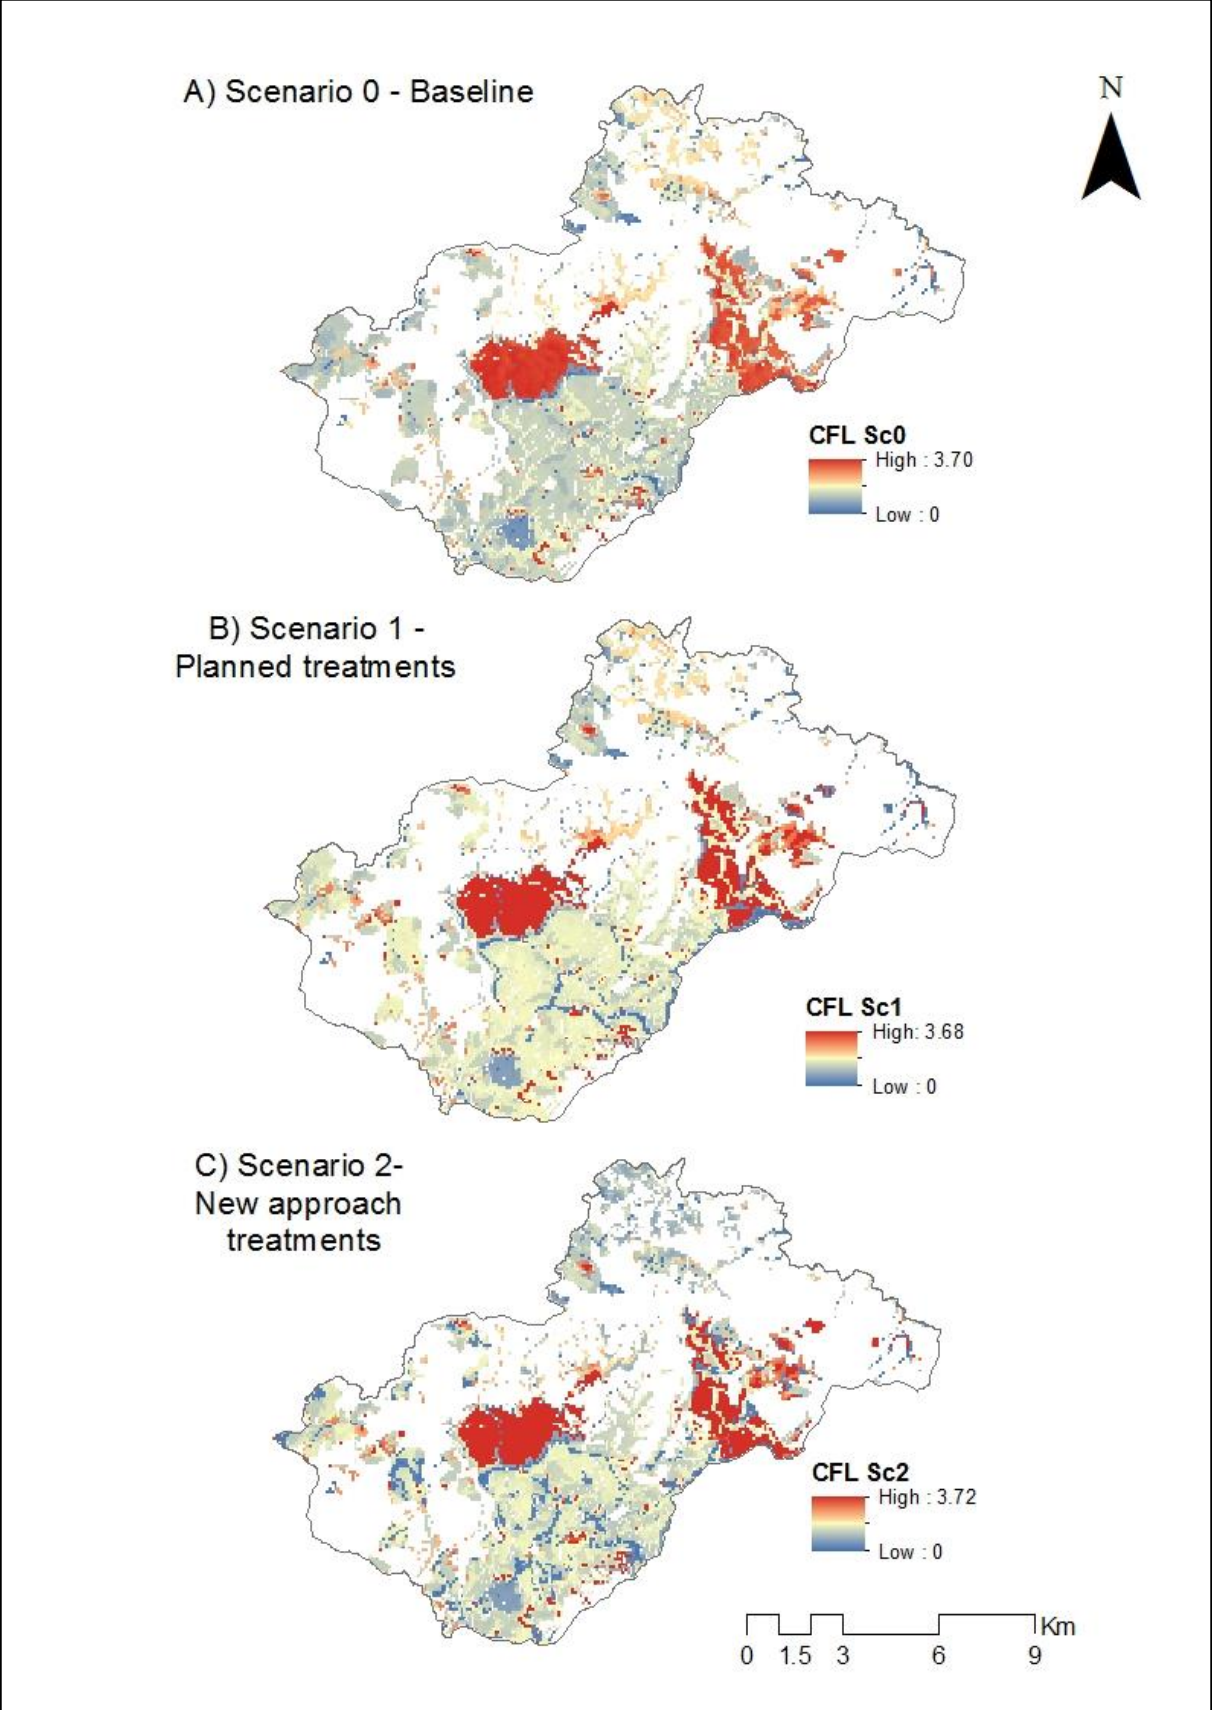 A) Scenario 0 - Baseline
N
CFL Sc0
High : 3.70
Low : 0
B) Scenario 1 -
Planned treatments
CFL Sc1
High: 3.68
Low : 0
C) Scenario 2-
New approach
treatments
CFL Sc2
High : 3.72
Low : 0
Km
0 1.5 3 6 9